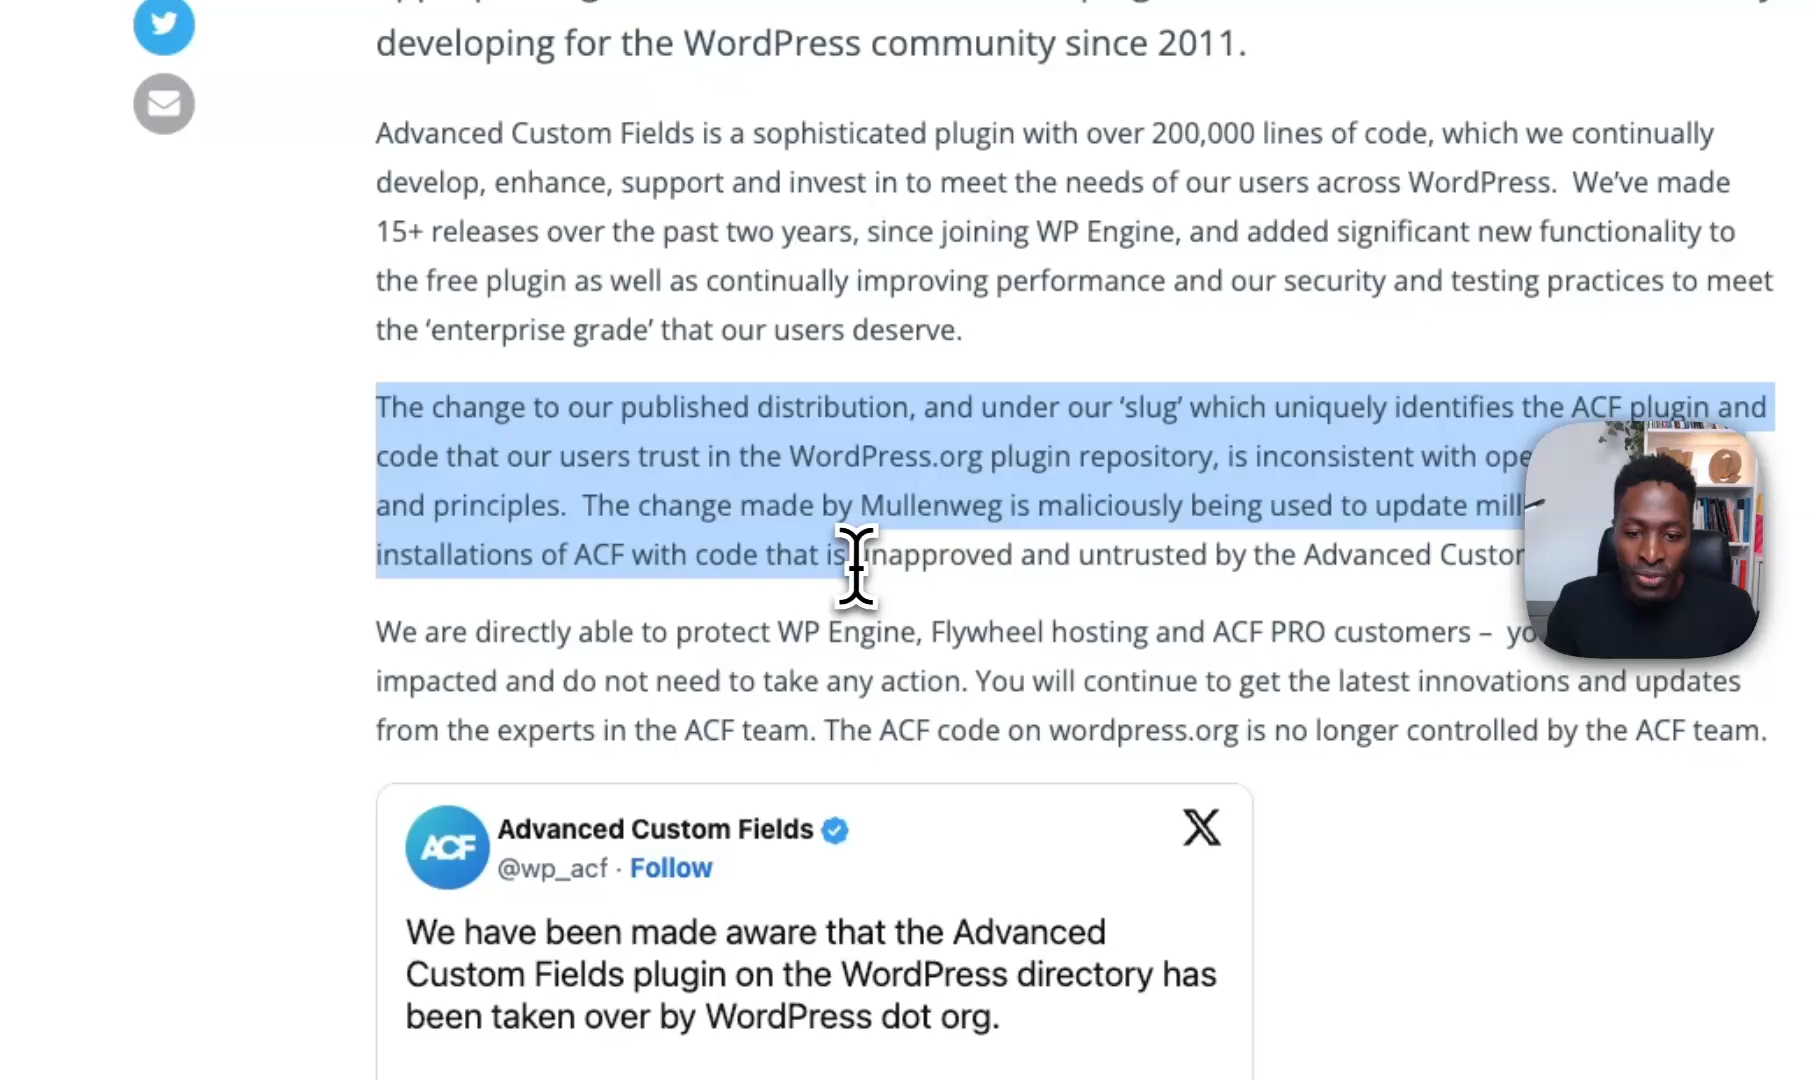 developing for the WordPress community since 2011.
Advanced Custom Fields is a sophisticated plugin with over 200,000 lines of code, which we continually
develop, enhance, support and invest in to meet the needs of our users across WordPress.  We’ve made
15+ releases over the past two years, since joining WP Engine, and added significant new functionality to
the free plugin as well as continually improving performance and our security and testing practices to meet
the ‘enterprise grade’ that our users deserve.
The change to our published distribution, and under our ‘slug’ which uniquely identifies the ACF plugin and
code that our users trust in the WordPress.org plugin repository, is inconsistent with
and principles.  The change made by Mullenweg is maliciously being used to update
installations of ACF with code that is unapproved and untrusted by the Advanced
We are directly able to protect WP Engine, Flywheel hosting and ACF PRO customers –
impacted and do not need to take any action. You will continue to get the latest innovations and updates
from the experts in the ACF team. The ACF code on wordpress.org is no longer controlled by the ACF team.
ACF
Advanced Custom Fields
@wp_acf · Follow
We have been made aware that the Advanced
Custom Fields plugin on the WordPress directory has
been taken over by WordPress dot org.